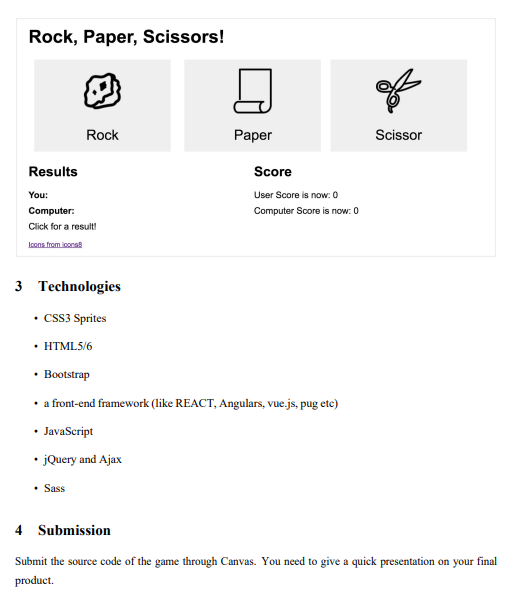 Rock, Paper, Scissors!
Rock
Paper
Scissor
Results
Score
You:
User Score is now: 0
Computer:
Computer Score is now: 0
Click for a result!
Icons from icons8
3 Technologies
• CSS3 Sprites
• HTML5/6
• Bootstrap
• a front-end framework (like REACT, Angulars, vue.js, pug etc)
• JavaScript
• jQuery and Ajax
• Sass
4 Submission
Submit the source code of the game through Canvas. You need to give a quick presentation on your final
product.